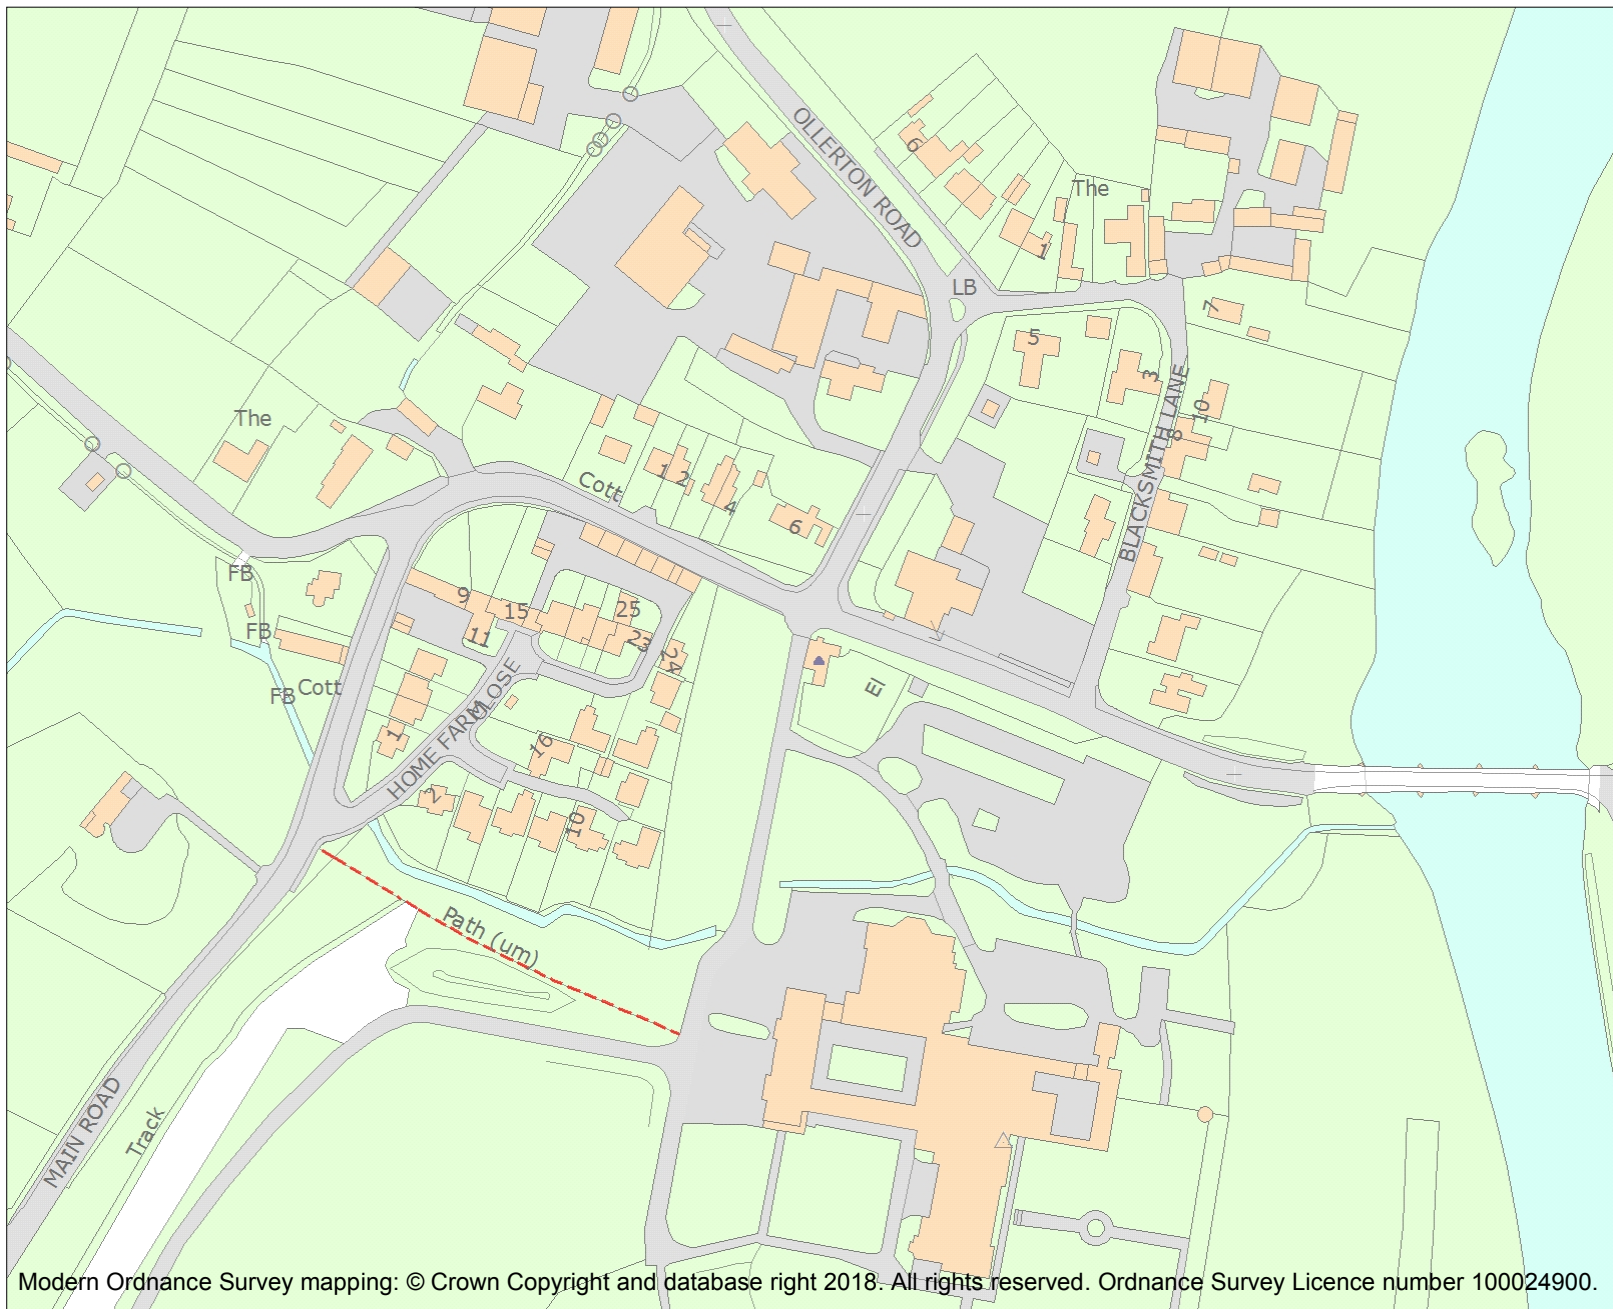 OLLERTON ROAD
6
The
1
LB
7
5
3
10
8
BLACKSMITH LANE
The
Cott
1 2
4
6
FB
9
15
25
11
23
24
FB
El
FB Cott
HOME FARM CLOSE
1
16
2
10
Path (um)
MAIN ROAD
Track
Modern Ordnance Survey mapping: © Crown Copyright and database right 2018. All rights reserved. Ordnance Survey Licence number 100024900.